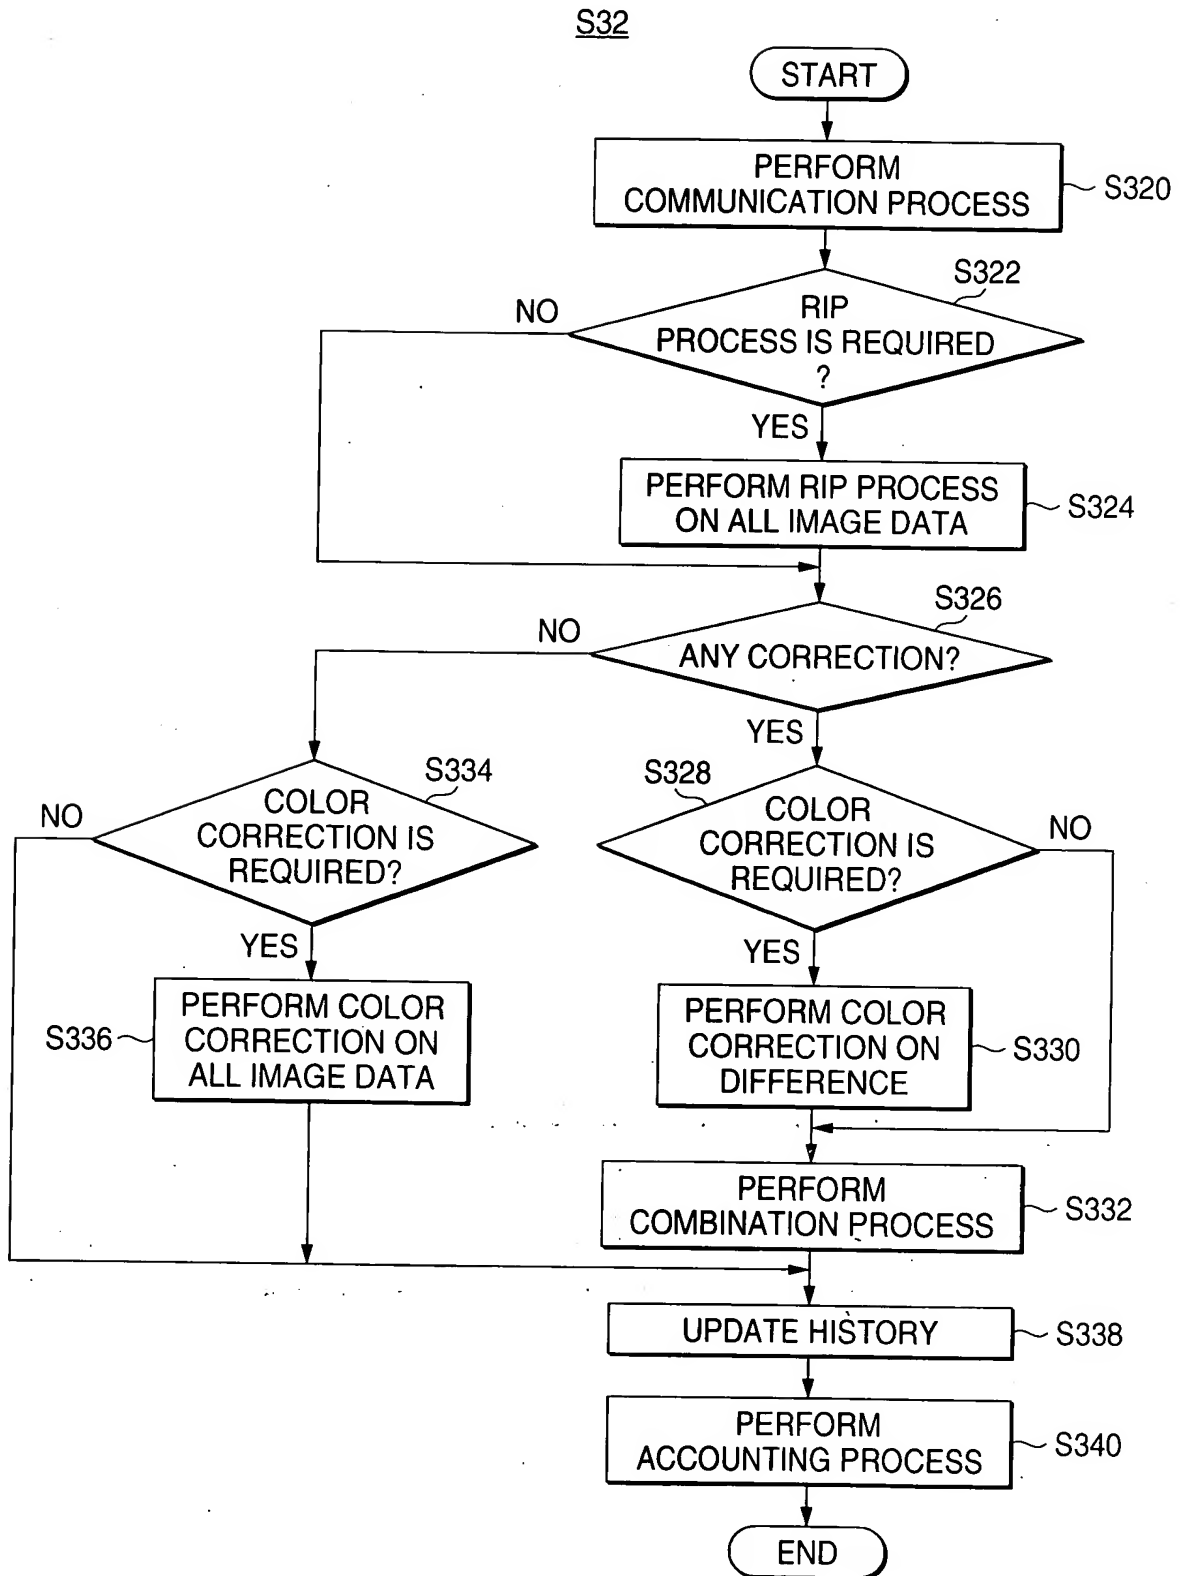 S32
START
PERFORM
COMMUNICATION PROCESS
S320
S322
NO
RIP
PROCESS IS REQUIRED
?
YES
PERFORM RIP PROCESS
ON ALL IMAGE DATA
S324
S326
NO
ANY CORRECTION?
YES
S334
NO
COLOR
CORRECTION IS
REQUIRED?
YES
S328
COLOR
CORRECTION IS
REQUIRED?
NO
YES
S336
PERFORM COLOR
CORRECTION ON
ALL IMAGE DATA
PERFORM COLOR
CORRECTION ON
DIFFERENCE
S330
PERFORM
COMBINATION PROCESS
S332
UPDATE HISTORY
S338
PERFORM
ACCOUNTING PROCESS
S340
END